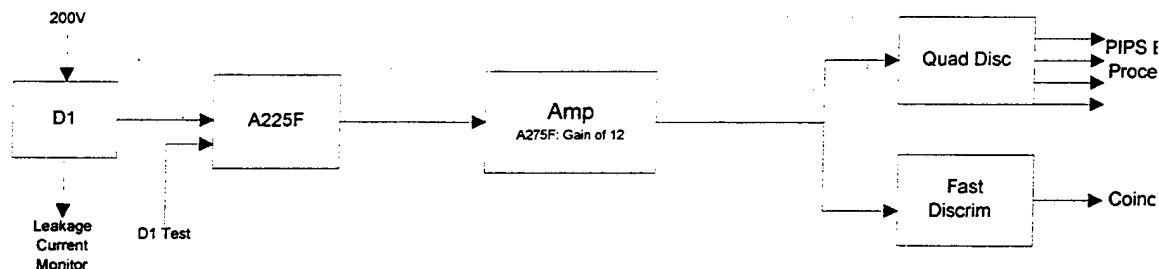 200V
D1
A225F
Amp
A275F: Gain of 12
Quad Disc
PIPS E
Proce
Fast
Discrim
Coinc
Leakage
Current
Monitor
D1 Test